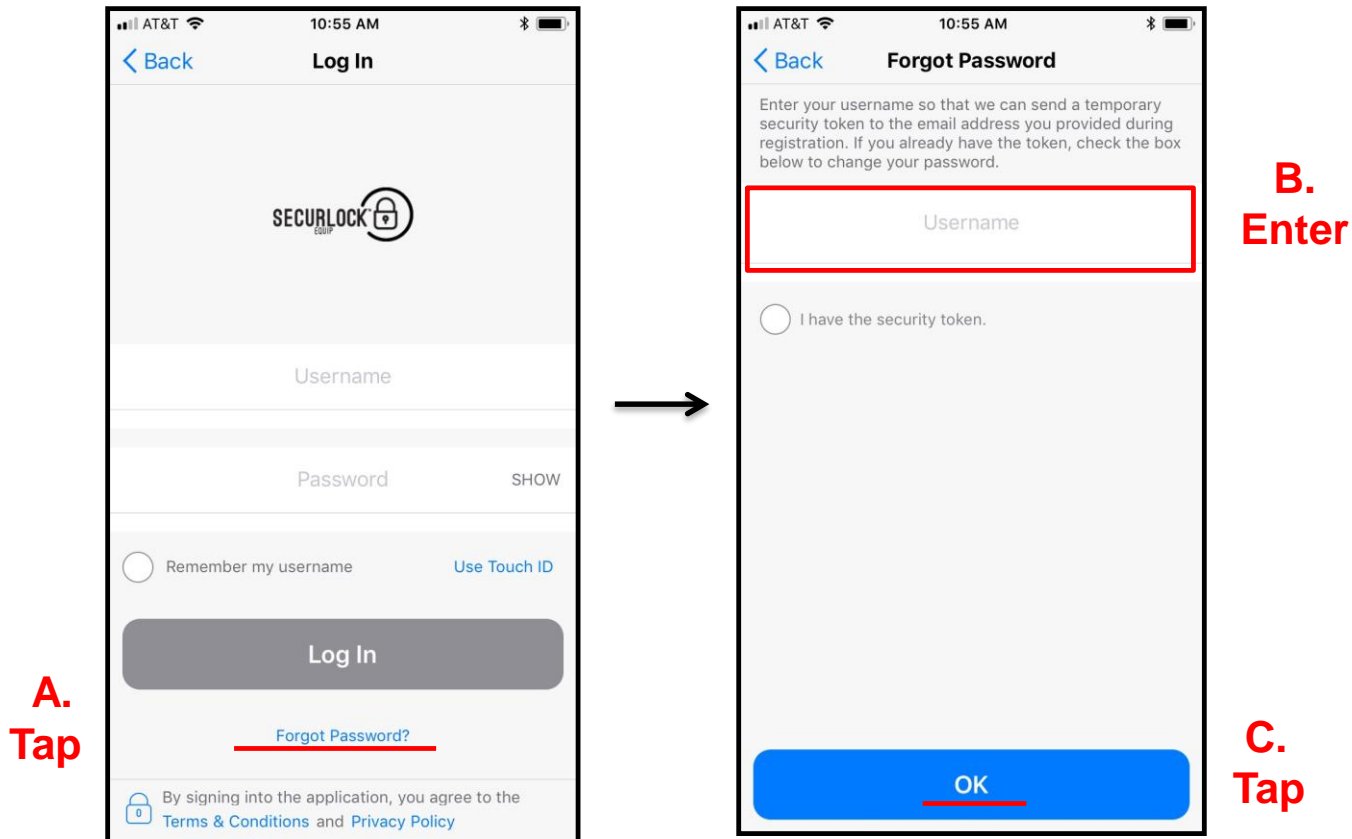 AT&T 10:55 AM
Back Log In
SECURLOCK
EQUIP
Username
Password SHOW
Remember my username Use Touch ID
Log In
A.
Tap
Forgot Password?
By signing into the application, you agree to the
Terms & Conditions and Privacy Policy
AT&T 10:55 AM
Back Forgot Password
Enter your username so that we can send a temporary
security token to the email address you provided during
registration. If you already have the token, check the box
below to change your password.
B.
Enter
Username
I have the security token.
C.
Tap
OK